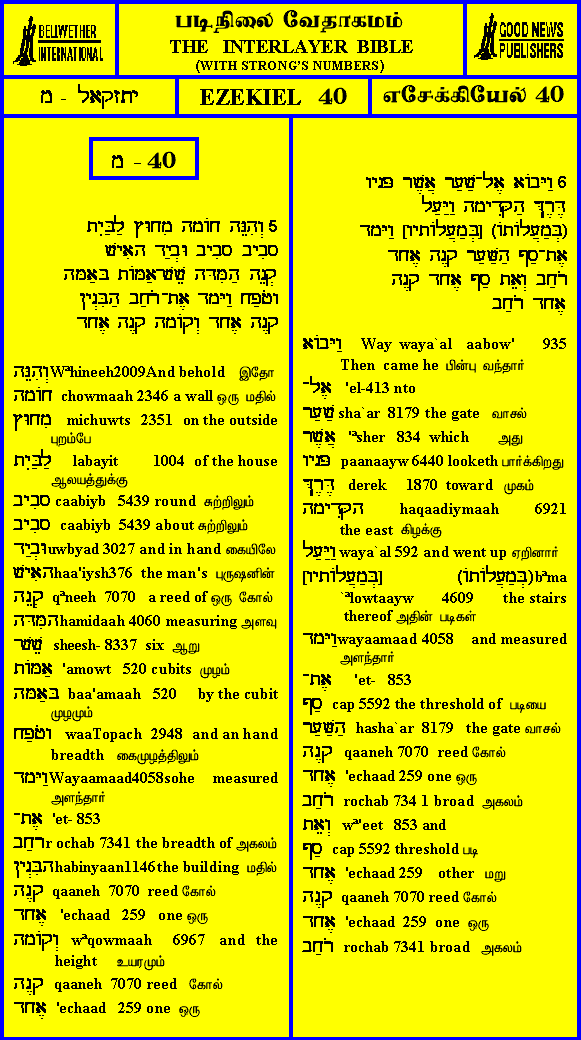 BELLWETHER
INTERNATIONAL
படிநிலை வேதாகமம்
THE INTERLAYER BIBLE
(WITH STRONG'S NUMBERS)
GOOD NEWS
PUBLISHERS
יחזקאל - מ
EZEKIEL 40
எசேக்கியேல் 40
מ - 40
5 וְהִנֵּה חוֹמָה מִחוּץ לַבַּיִת
סָבִיב סָבִיב וּבְיַד הָאִישׁ
קְנֵה הַמִּדָּה שֵׁשׁ־אַמּוֹת בָּאַמָּה
וָטֹפַח וַיָּמָד אֶת־רֹחַב הַבִּנְיָן
קָנֶה אֶחָד וְקוֹמָה קָנֶה אֶחָד
וְהִנֵּה Wªhineeh2009And behold இதோ
חוֹמָה chowmaah 2346 a wall ஒரு மதில்
מִחוּץ michuwts 2351 on the outside
புறம்பே
לַבַּיִת labayit 1004 of the house
ஆலயத்துக்கு
סָבִיב caabiyb 5439 round சுற்றிலும்
סָבִיב caabiyb 5439 about சுற்றிலும்
וּבְיַד uwbyad 3027 and in hand கையிலே
הָאִישׁ haa'iysh376 the man's புருஷனின்
קְנֵה qªneeh 7070 a reed of ஒரு கோல்
הַמִּדָּה hamidaah 4060 measuring அளவு
שֵׁשׁ sheesh- 8337 six ஆறு
אַמּוֹת 'amowt 520 cubits முழம்
בָּאַמָּה baa'amaah 520 by the cubit
முழமும்
וָטֹפַח waaTopach 2948 and an hand
breadth கைமுழத்திலும்
וַיָּמָד Wayaamaad4058sohe measured
அளந்தார்
אֶת־ 'et- 853
רֹחַב r ochab 7341 the breadth of அகலம்
הַבִּנְיָן habinyaan1146the building மதில்
קָנֶה qaaneh 7070 reed கோல்
אֶחָד 'echaad 259 one ஒரு
וְקוֹמָה wªqowmaah 6967 and the
height உயரமும்
קָנֶה qaaneh 7070 reed கோல்
אֶחָד 'echaad 259 one ஒரு
6 וַיָּבוֹא אֶל־שַׁעַר אֲשֶׁר פָּנָיו
דֶּרֶךְ הַקָּדִימָה וַיַּעַל
(בְּמַעֲלוֹתוֹ) [בְּמַעֲלוֹתָיו] וַיָּמָד
אֶת־סַף הַשַּׁעַר קָנֶה אֶחָד
רֹחַב וְאֵת סַף אֶחָד קָנֶה
אֶחָד רֹחַב
וַיָּבוֹא Way waya`al aabow' 935
Then came he பின்பு வந்தார்
אֶל־ 'el-413 nto
שַׁעַר sha`ar 8179 the gate வாசல்
אֲשֶׁר 'ªsher 834 which அது
פָּנָיו paanaayw 6440 looketh பார்க்கிறது
דֶּרֶךְ derek 1870 toward முகம்
הַקָּדִימָה haqaadiymaah 6921
the east கிழக்கு
וַיַּעַל waya`al 592 and went up ஏறினார்
[בְּמַעֲלוֹתָיו] (בְּמַעֲלוֹתוֹ) bªma
`ªlowtaayw 4609 the stairs
thereof அதின் படிகள்
וַיָּמָד wayaamaad 4058 and measured
அளந்தார்
אֶת־ 'et- 853
סַף cap 5592 the threshold of படியை
הַשַּׁעַר hasha`ar 8179 the gate வாசல்
קָנֶה qaaneh 7070 reed கோல்
אֶחָד 'echaad 259 one ஒரு
רֹחַב rochab 734 1 broad அகலம்
וְאֵת wª'eet 853 and
סַף cap 5592 threshold படி
אֶחָד 'echaad 259 other மறு
קָנֶה qaaneh 7070 reed கோல்
אֶחָד 'echaad 259 one ஒரு
רֹחַב rochab 7341 broad அகலம்